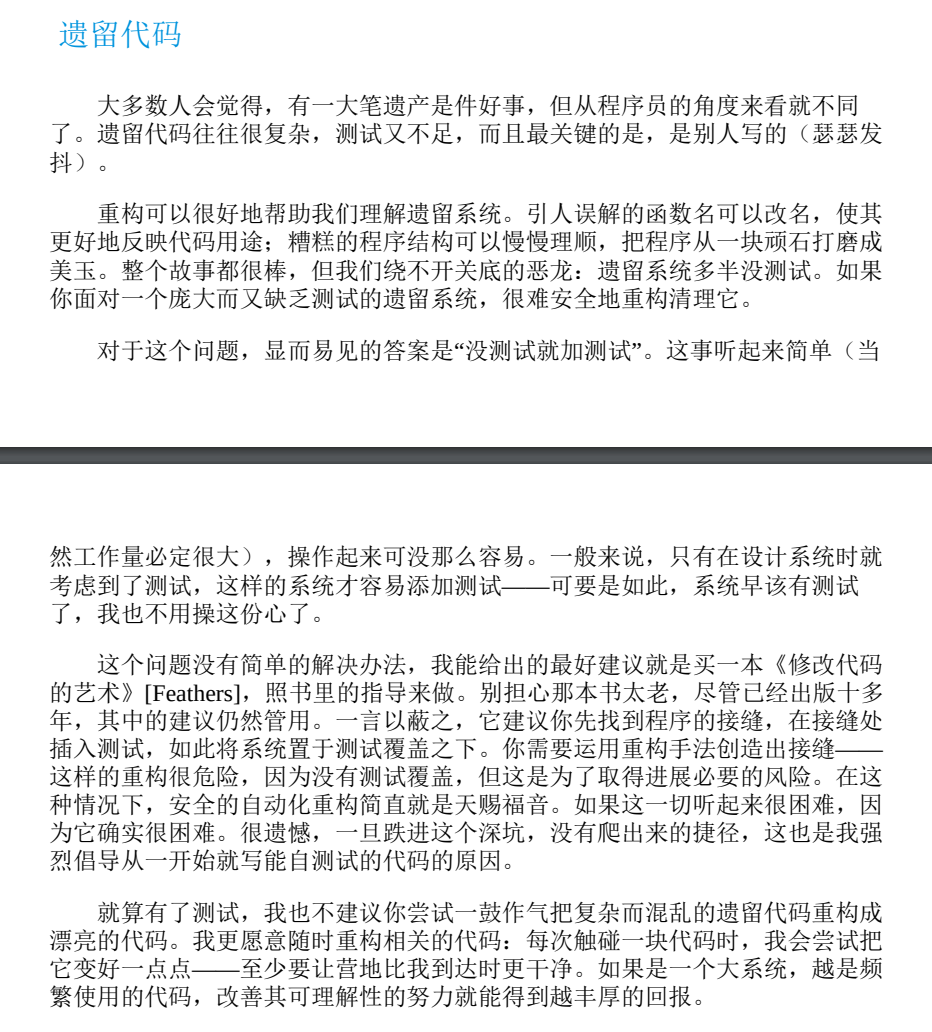 遗留代码
大多数人会觉得，有一大笔遗产是件好事，但从程序员的角度来看就不同
了。遗留代码往往很复杂，测试又不足，而且最关键的是，是别人写的（瑟瑟发
抖）。
重构可以很好地帮助我们理解遗留系统。引人误解的函数名可以改名，使其
更好地反映代码用途；糟糕的程序结构可以慢慢理顺，把程序从一块顽石打磨成
美玉。整个故事都很棒，但我们绕不开关底的恶龙：遗留系统多半没测试。如果
你面对一个庞大而又缺乏测试的遗留系统，很难安全地重构清理它。
对于这个问题，显而易见的答案是“没测试就加测试”。这事听起来简单（当
然工作量必定很大），操作起来可没那么容易。一般来说，只有在设计系统时就
考虑到了测试，这样的系统才容易添加测试——可要是如此，系统早该有测试
了，我也不用操这份心了。
这个问题没有简单的解决办法，我能给出的最好建议就是买一本《修改代码
的艺术》[Feathers]，照书里的指导来做。别担心那本书太老，尽管已经出版十多
年，其中的建议仍然管用。一言以蔽之，它建议你先找到程序的接缝，在接缝处
插入测试，如此将系统置于测试覆盖之下。你需要运用重构手法创造出接缝——
这样的重构很危险，因为没有测试覆盖，但这是为了取得进展必要的风险。在这
种情况下，安全的自动化重构简直就是天赐福音。如果这一切听起来很困难，因
为它确实很困难。很遗憾，一旦跌进这个深坑，没有爬出来的捷径，这也是我强
烈倡导从一开始就写能自测试的代码的原因。
就算有了测试，我也不建议你尝试一鼓作气把复杂而混乱的遗留代码重构成
漂亮的代码。我更愿意随时重构相关的代码：每次触碰一块代码时，我会尝试把
它变好一点点——至少要让营地比我到达时更干净。如果是一个大系统，越是频
繁使用的代码，改善其可理解性的努力就能得到越丰厚的回报。